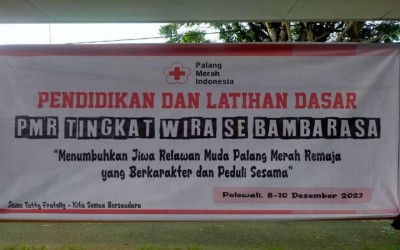 Palang
Merah
Indonesia
PENDIDIKAN DAN LATIHAN DASAR
PMR TINGKAT WIRA SE BAMBARASA
“Menumbuhkan Jiwa Relawan Muda Palang Merah Remaja
yang Berkarakter dan Peduli Sesama”
Polewali, 8-10 Desember 2023
Siamo Tutty Fratelly - Kita Semua Bersaudara